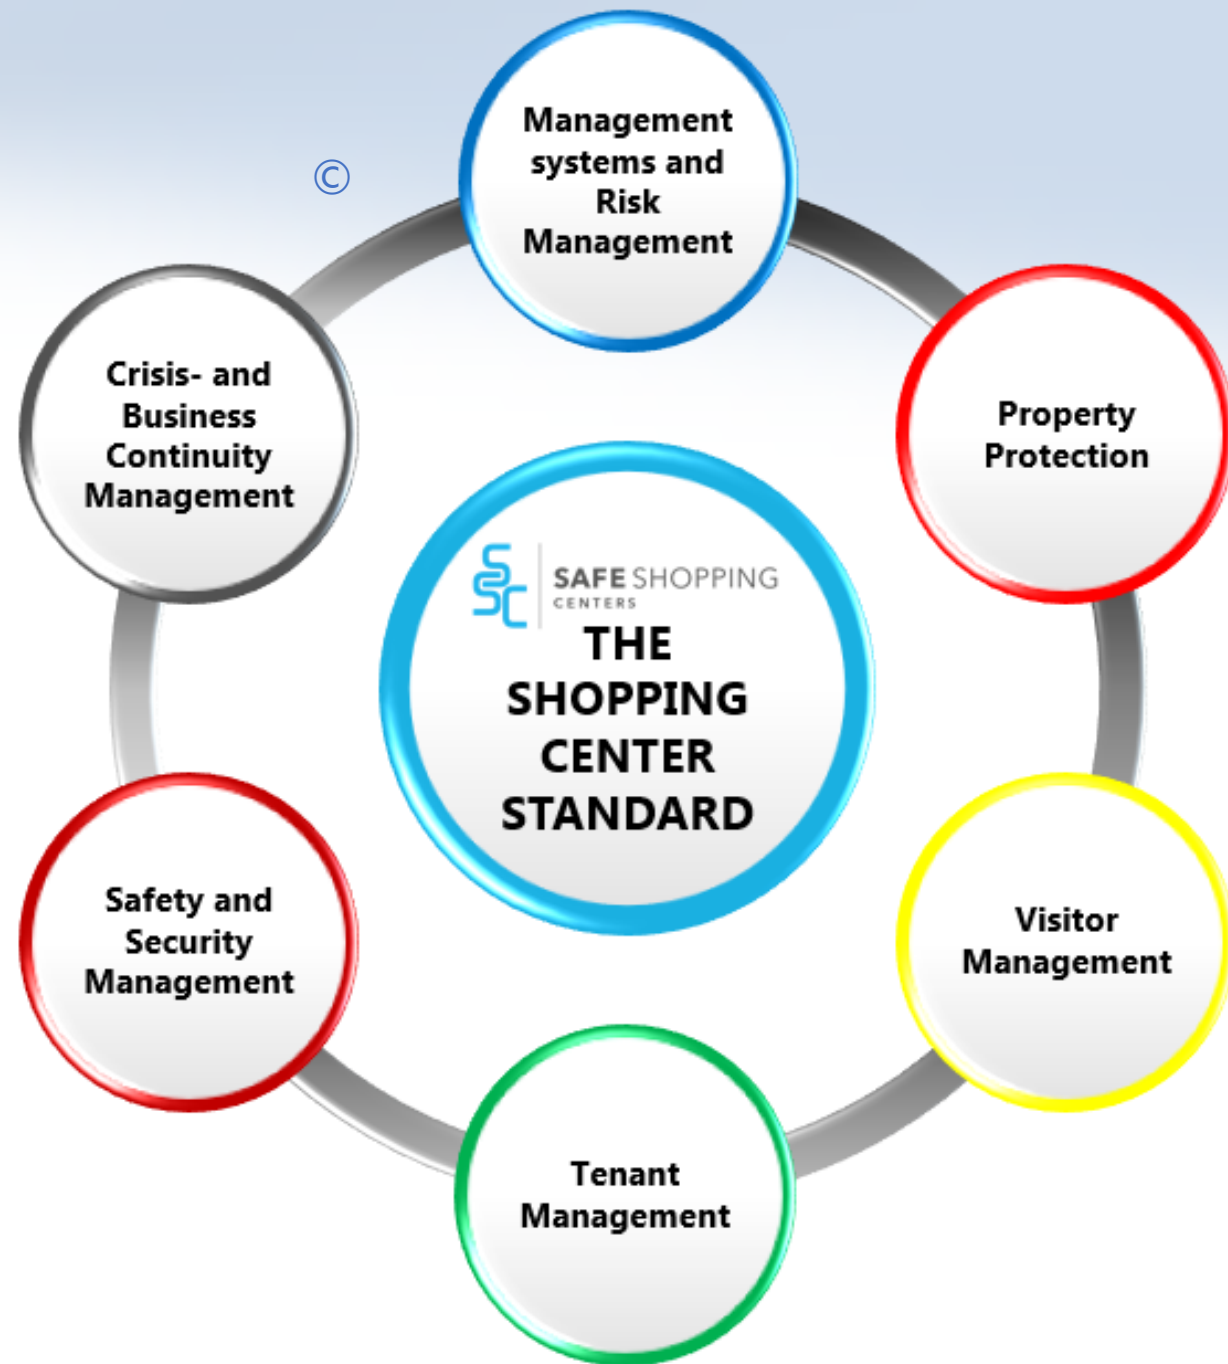 Management
systems and
Risk
Management
©
Property
Protection
Visitor
Management
Tenant
Management
Safety and
Security
Management
Crisis- and
Business
Continuity
Management
SSC
SAFE SHOPPING
CENTERS
THE
SHOPPING
CENTER
STANDARD